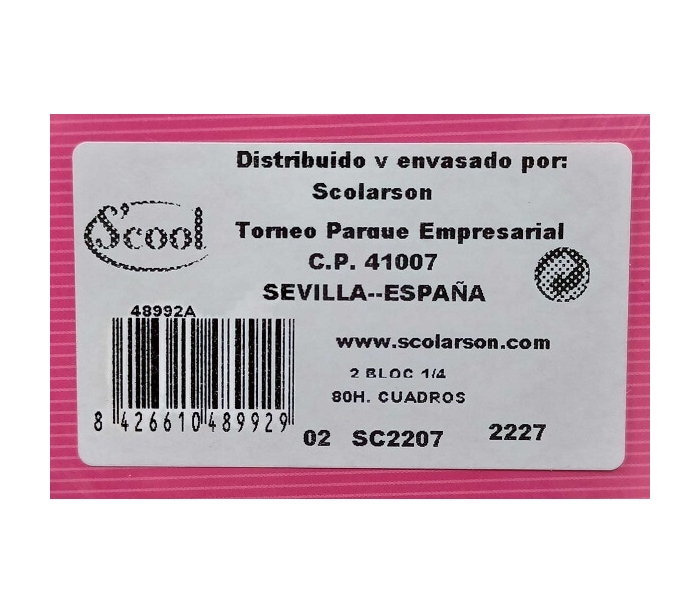 Distribuido y envasado por:
Scolarson
S'cool
Torneo Parque Empresarial
C.P. 41007
SEVILLA--ESPAÑA
48992A
www.scolarson.com
2 BLOC 1/4
80H. CUADROS
8 426610 489929
02 SC2207 2227